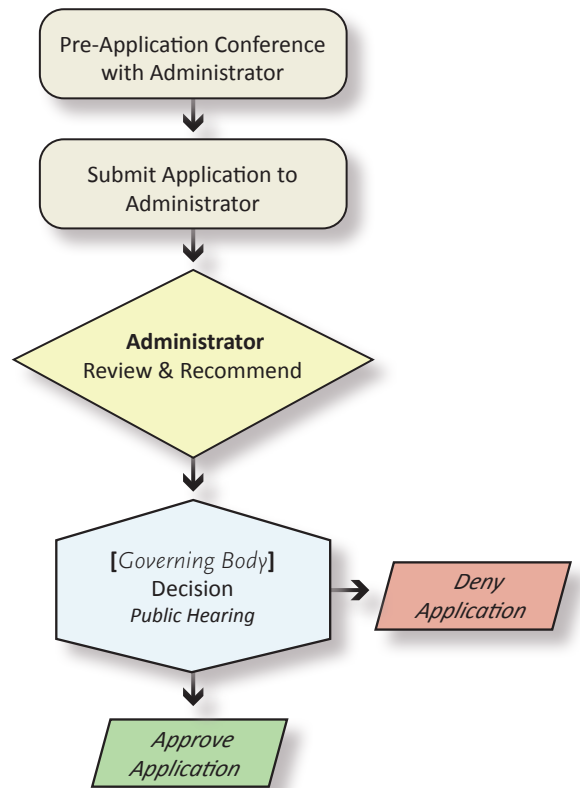 Pre-Application Conference
with Administrator
Submit Application to
Administrator
Administrator
Review & Recommend
[Governing Body]
Decision
Public Hearing
Deny
Application
Approve
Application